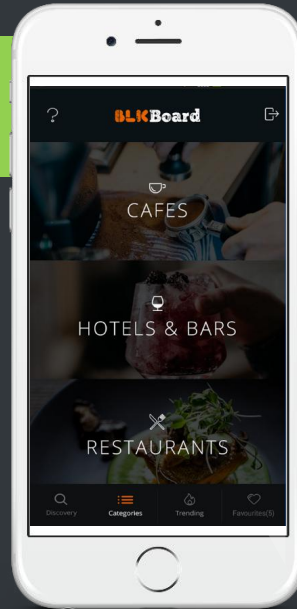 ?
BLKBoard
CAFES
HOTELS & BARS
RESTAURANTS
Discovery Categories Trending Favourites(5)